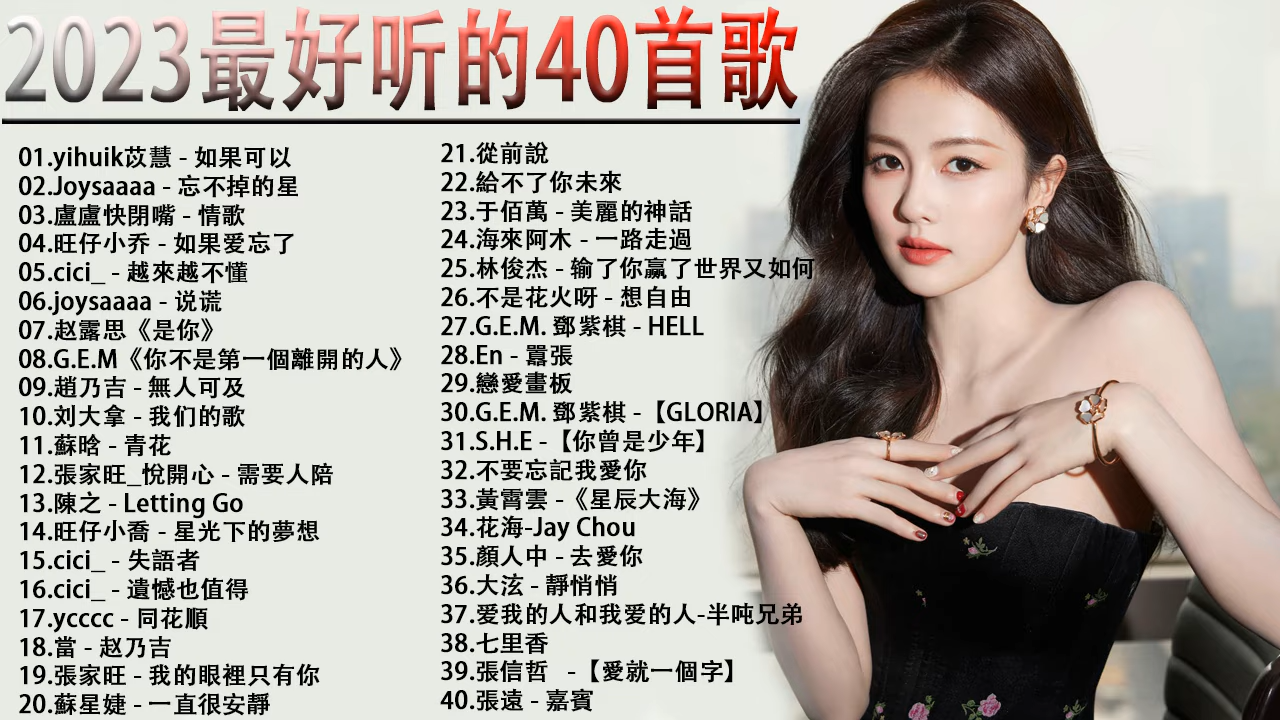 2023最好听的40首歌
01.yihuik苡慧 - 如果可以
02.Joysaaaa - 忘不掉的星
03.盧盧快閉嘴 - 情歌
04.旺仔小乔 - 如果爱忘了
05.cici_ - 越來越不懂
06.joysaaaa - 说谎
07.赵露思《是你》
08.G.E.M《你不是第一個離開的人》
09.趙乃吉 - 無人可及
10.刘大拿 - 我们的歌
11.蘇晗 - 青花
12.張家旺_悅開心 - 需要人陪
13.陳之 - Letting Go
14.旺仔小喬 - 星光下的夢想
15.cici_ - 失語者
16.cici_ - 遺憾也值得
17.ycccc - 同花順
18.當 - 赵乃吉
19.張家旺 - 我的眼裡只有你
20.蘇星婕 - 一直很安靜
21.從前說
22.給不了你未來
23.于佰萬 - 美麗的神話
24.海來阿木 - 一路走過
25.林俊杰 - 输了你赢了世界又如何
26.不是花火呀 - 想自由
27.G.E.M. 鄧紫棋 - HELL
28.En - 囂張
29.戀愛畫板
30.G.E.M. 鄧紫棋 -【GLORIA】
31.S.H.E -【你曾是少年】
32.不要忘記我愛你
33.黃霄雲 -《星辰大海》
34.花海-Jay Chou
35.顏人中 - 去愛你
36.大泫 - 靜悄悄
37.爱我的人和我爱的人-半吨兄弟
38.七里香
39.張信哲 -【愛就一個字】
40.張遠 - 嘉賓